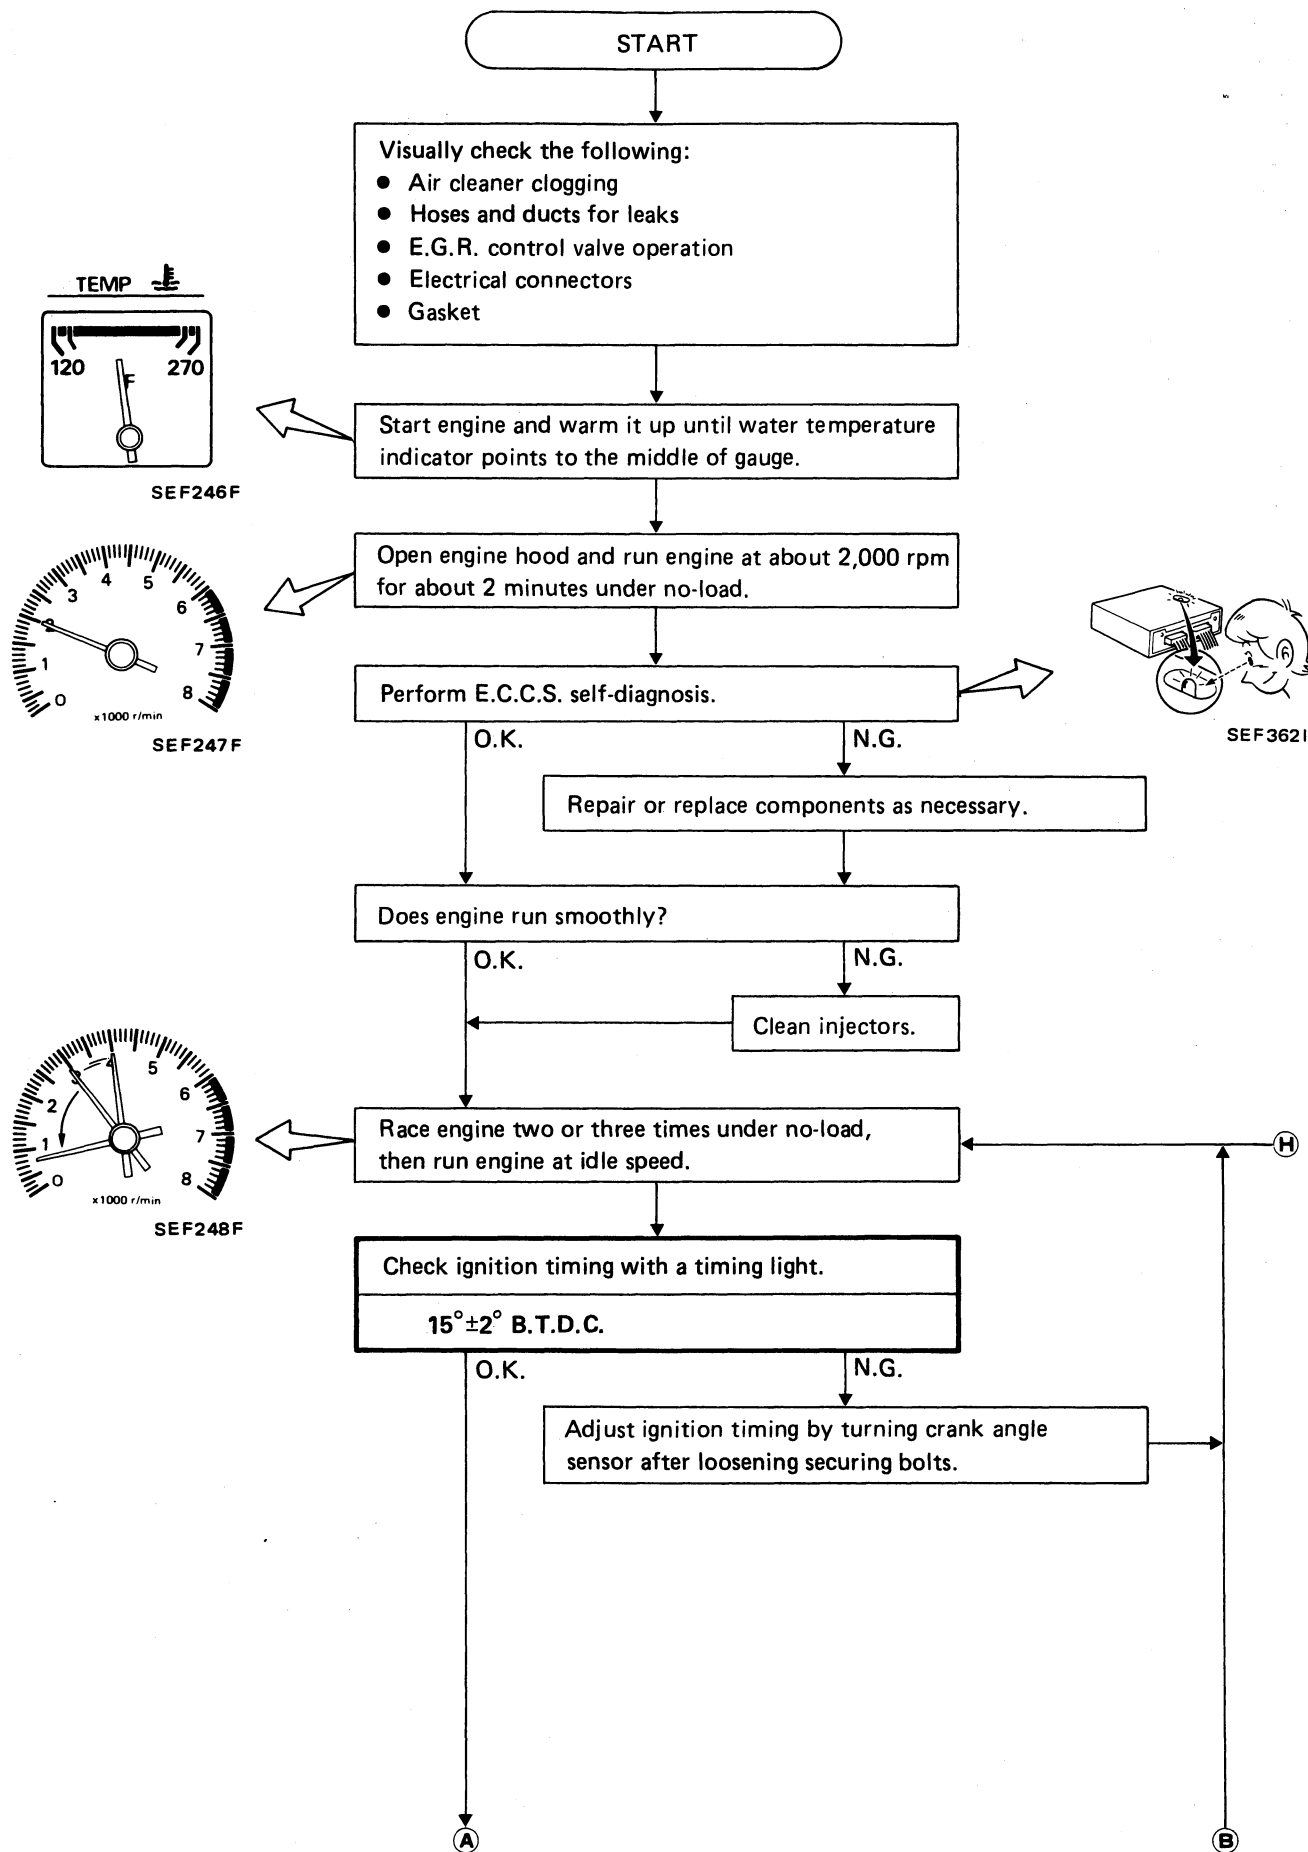 START
Visually check the following:
● Air cleaner clogging
● Hoses and ducts for leaks
● E.G.R. control valve operation
● Electrical connectors
● Gasket
TEMP
120 270
F
SEF246F
Start engine and warm it up until water temperature
indicator points to the middle of gauge.
Open engine hood and run engine at about 2,000 rpm
for about 2 minutes under no-load.
0 1 2 3 4 5 6 7 8
x1000 r/min
SEF247F
Perform E.C.C.S. self-diagnosis.
SEF362I
O.K. N.G.
Repair or replace components as necessary.
Does engine run smoothly?
O.K. N.G.
Clean injectors.
0 1 2 3 4 5 6 7 8
x1000 r/min
SEF248F
Race engine two or three times under no-load,
then run engine at idle speed.
H
Check ignition timing with a timing light.
15°±2° B.T.D.C.
O.K. N.G.
Adjust ignition timing by turning crank angle
sensor after loosening securing bolts.
A B